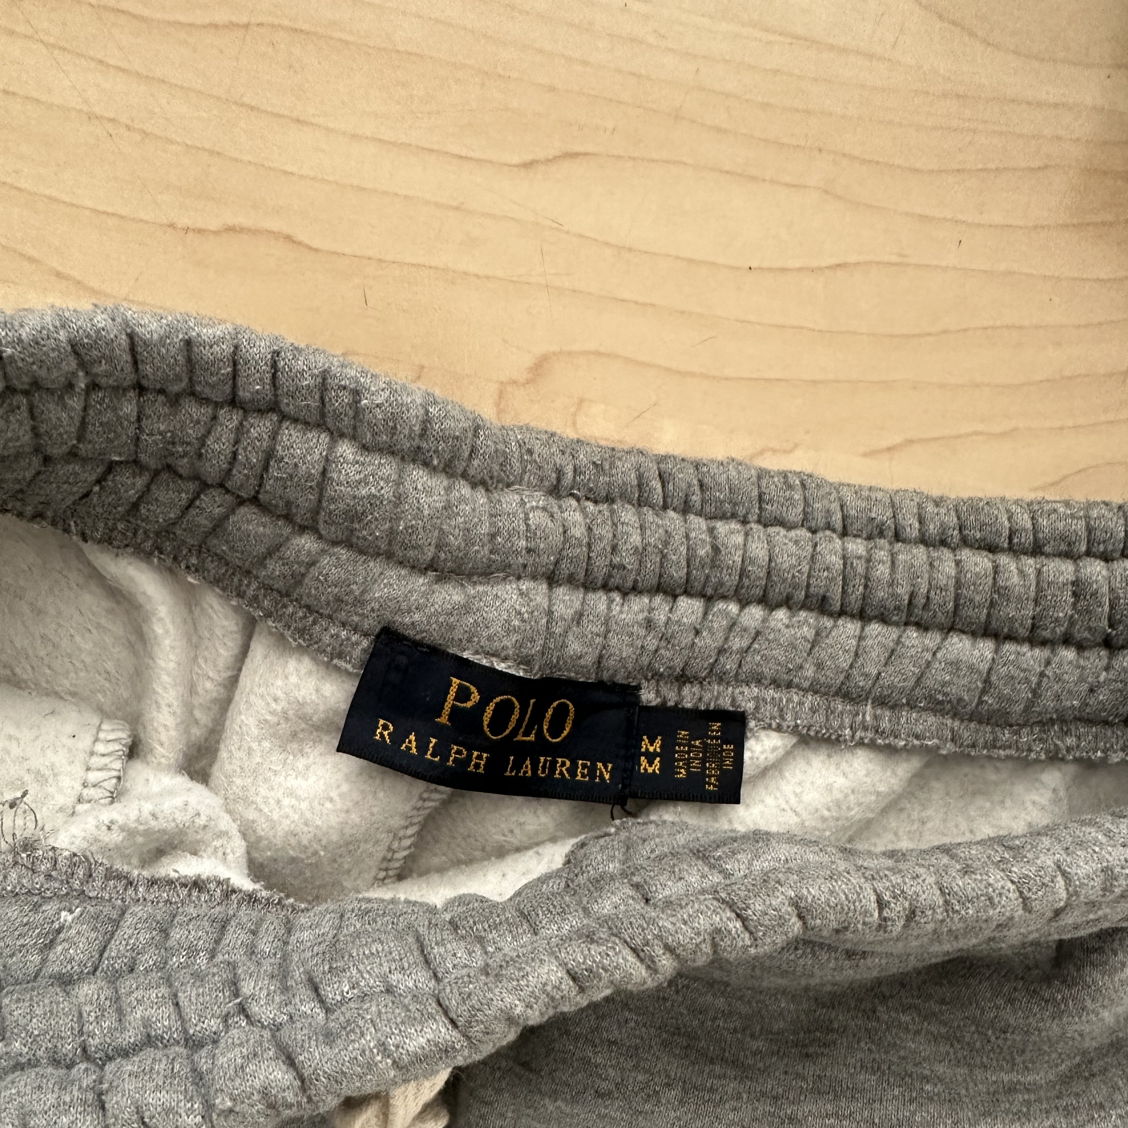 POLO
RALPH LAUREN
M
M
MADE IN
INDIA
FABRIQUÉ EN
INDE